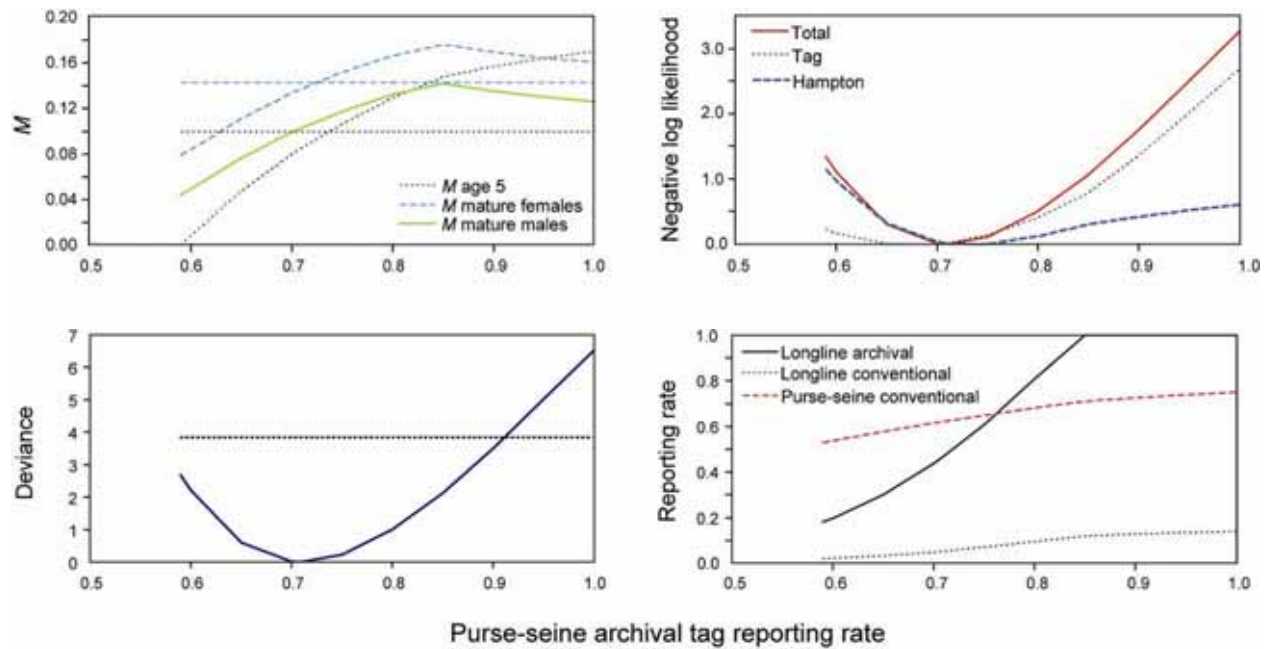 M
0.20
0.16
0.12
0.08
0.04
0.00
M age 5
M mature females
M mature males
0.5 0.6 0.7 0.8 0.9 1.0
Negative log likelihood
3.0
2.0
1.0
0.0
Total
Tag
Hampton
0.5 0.6 0.7 0.8 0.9 1.0
Deviance
7
6
5
4
3
2
1
0
0.5 0.6 0.7 0.8 0.9 1.0
Reporting rate
1.0
0.8
0.6
0.4
0.2
0.0
Longline archival
Longline conventional
Purse-seine conventional
0.5 0.6 0.7 0.8 0.9 1.0
Purse-seine archival tag reporting rate